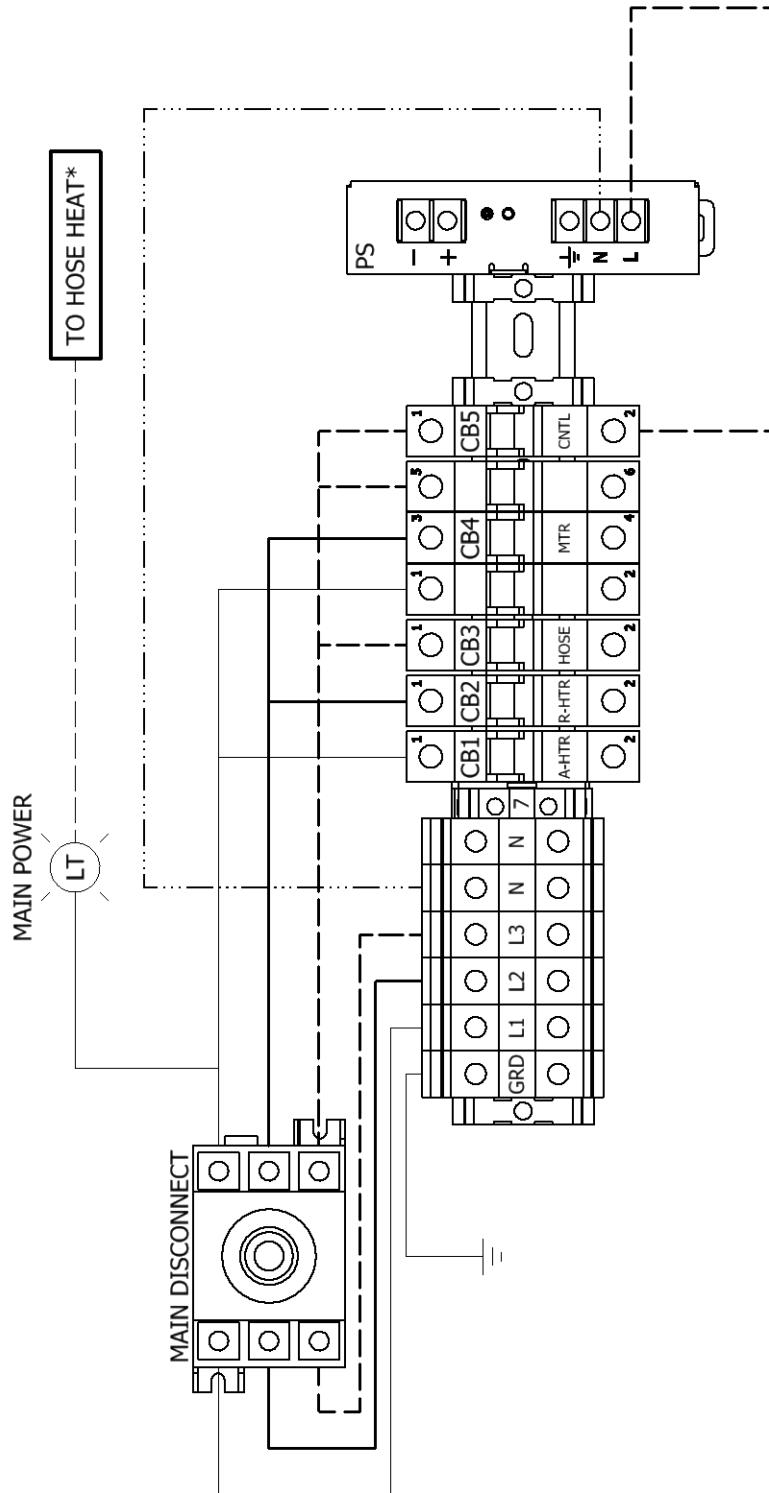 TO HOSE HEAT*
MAIN POWER
LT
MAIN DISCONNECT
PS
- +
N L
1 CB5 CNTL 2
5 6
3 CB4 MTR 4
1 2
1 CB3 HOSE 2
1 CB2 R-HTR 2
1 CB1 A-HTR 2
7
N
N
L3
L2
L1
GRD